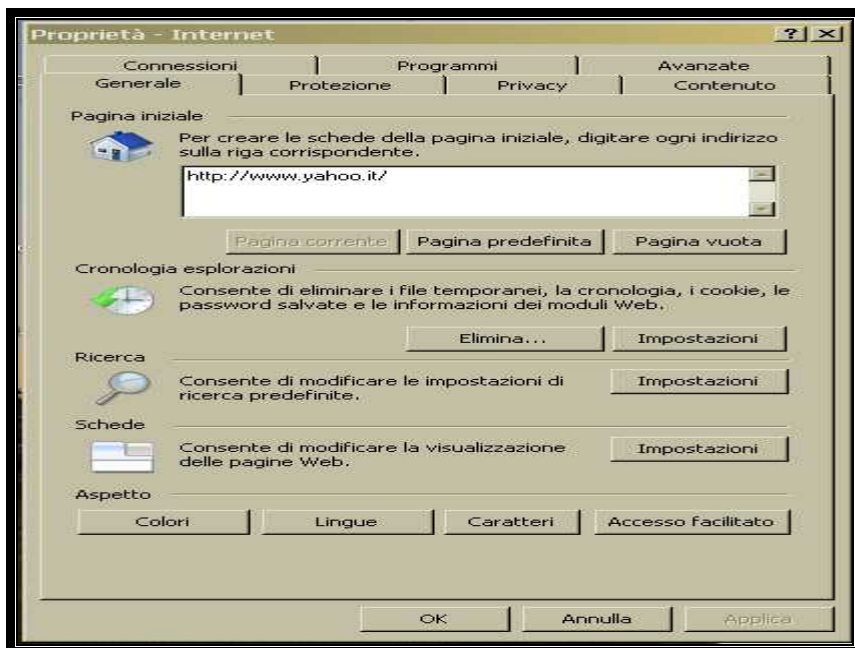 Proprietà - Internet
Connessioni Programmi Avanzate
Generale Protezione Privacy Contenuto
Pagina iniziale
Per creare le schede della pagina iniziale, digitare ogni indirizzo
sulla riga corrispondente.
http://www.yahoo.it/
Pagina corrente Pagina predefinita Pagina vuota
Cronologia esplorazioni
Consente di eliminare i file temporanei, la cronologia, i cookie, le
password salvate e le informazioni dei moduli Web.
Elimina... Impostazioni
Ricerca
Consente di modificare le impostazioni di
ricerca predefinite.
Impostazioni
Schede
Consente di modificare la visualizzazione
delle pagine Web.
Impostazioni
Aspetto
Colori Lingue Caratteri Accesso facilitato
OK Annulla Applica